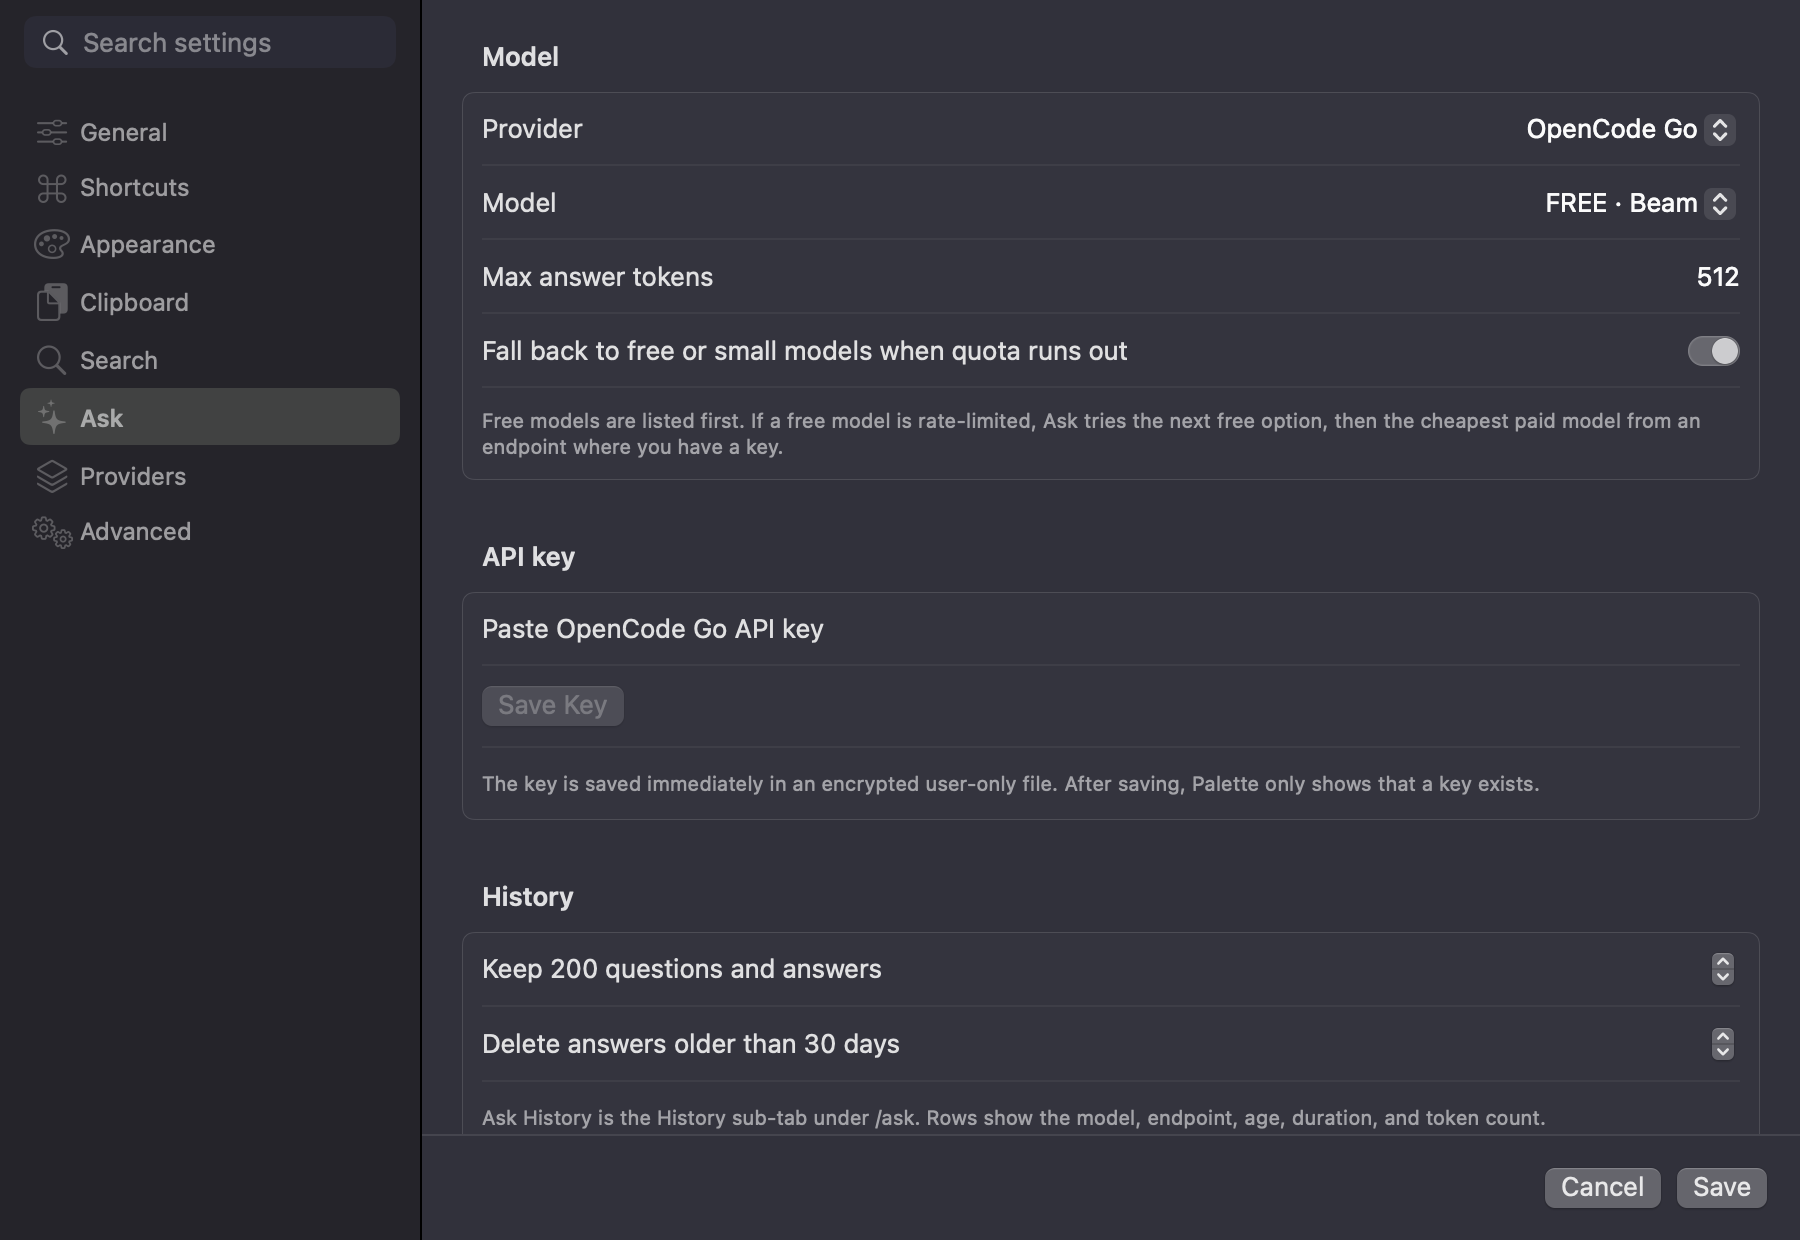 Search settings
General
Shortcuts
Appearance
Clipboard
Search
Ask
Providers
Advanced
Model
Provider
OpenCode Go
Model
FREE · Beam
Max answer tokens
512
Fall back to free or small models when quota runs out
Free models are listed first. If a free model is rate-limited, Ask tries the next free option, then the cheapest paid model from an
endpoint where you have a key.
API key
Paste OpenCode Go API key
Save Key
The key is saved immediately in an encrypted user-only file. After saving, Palette only shows that a key exists.
History
Keep 200 questions and answers
Delete answers older than 30 days
Ask History is the History sub-tab under /ask. Rows show the model, endpoint, age, duration, and token count.
Cancel
Save